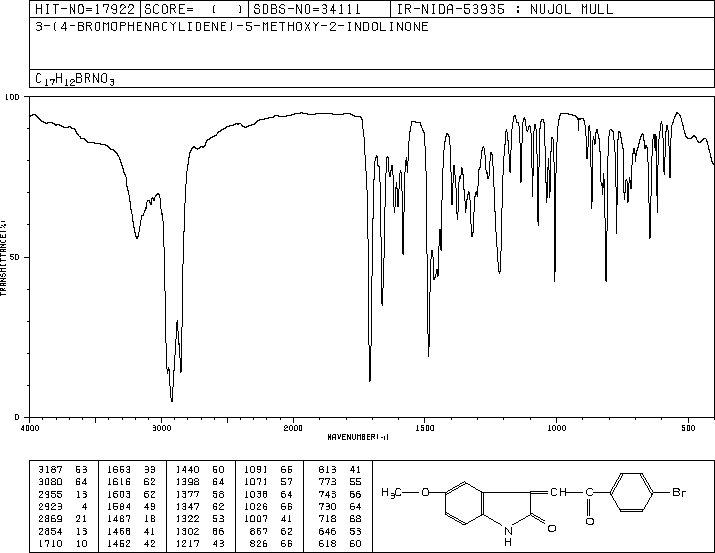 HIT-NO=17922 SCORE= ( ) SDBS-NO=34111 IR-NIDA-53935 : NUJOL MULL
3-(4-BROMOPHENACYLIDENE)-5-METHOXY-2-INDOLINONE
C17H12BRNO3
100
50
0
TRANSMITTANCE(%)
4000 3000 2000 1500 1000 500
WAVENUMBER(-1)
3187 53 1663 39 1440 50 1091 66 813 41
3080 64 1616 62 1398 64 1071 57 773 55
2955 13 1603 62 1377 58 1038 64 743 66
2923 4 1584 49 1347 62 1026 66 730 64
2869 21 1487 18 1322 53 1007 41 718 68
2854 13 1468 41 1302 86 867 62 646 53
1710 10 1462 42 1217 43 826 66 618 60
H3C O CH C Br
O
O
N
H